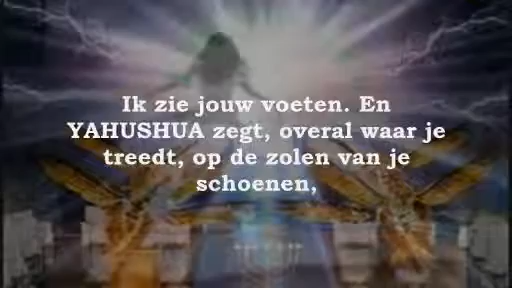 Ik zie jouw voeten. En
YAHUSHUA zegt, overal waar je
treedt, op de zolen van je
schoenen,